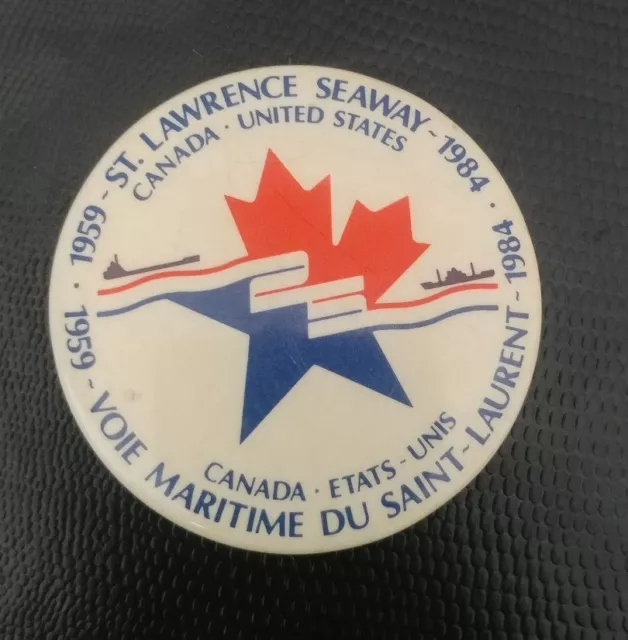 1959 ~ ST. LAWRENCE SEAWAY ~ 1984
CANADA · UNITED STATES
CANADA · ETATS - UNIS
1959 ~ VOIE MARITIME DU SAINT ~ LAURENT ~ 1984